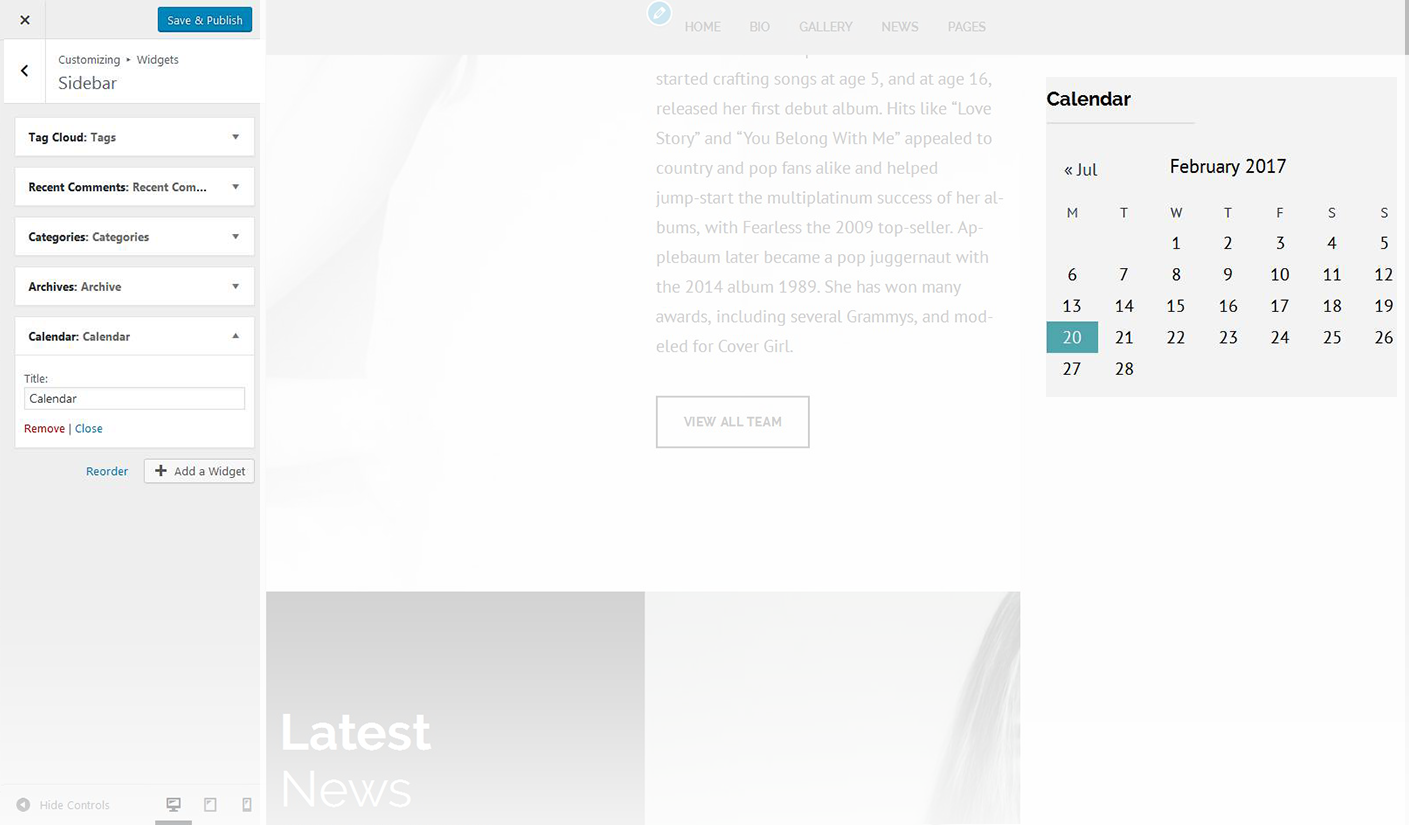 Save & Publish
Customizing ▸ Widgets
Sidebar
Tag Cloud: Tags
Recent Comments: Recent Com...
Categories: Categories
Archives: Archive
Calendar: Calendar
Title:
Calendar
Remove | Close
Reorder
Add a Widget
Hide Controls
HOME BIO GALLERY NEWS PAGES
started crafting songs at age 5, and at age 16,
released her first debut album. Hits like “Love
Story” and “You Belong With Me” appealed to
country and pop fans alike and helped
jump-start the multiplatinum success of her al-
bums, with Fearless the 2009 top-seller. Ap-
plebaum later became a pop juggernaut with
the 2014 album 1989. She has won many
awards, including several Grammys, and mod-
eled for Cover Girl.
VIEW ALL TEAM
Latest
News
Calendar
« Jul February 2017
M T W T F S S
1 2 3 4 5
6 7 8 9 10 11 12
13 14 15 16 17 18 19
20 21 22 23 24 25 26
27 28